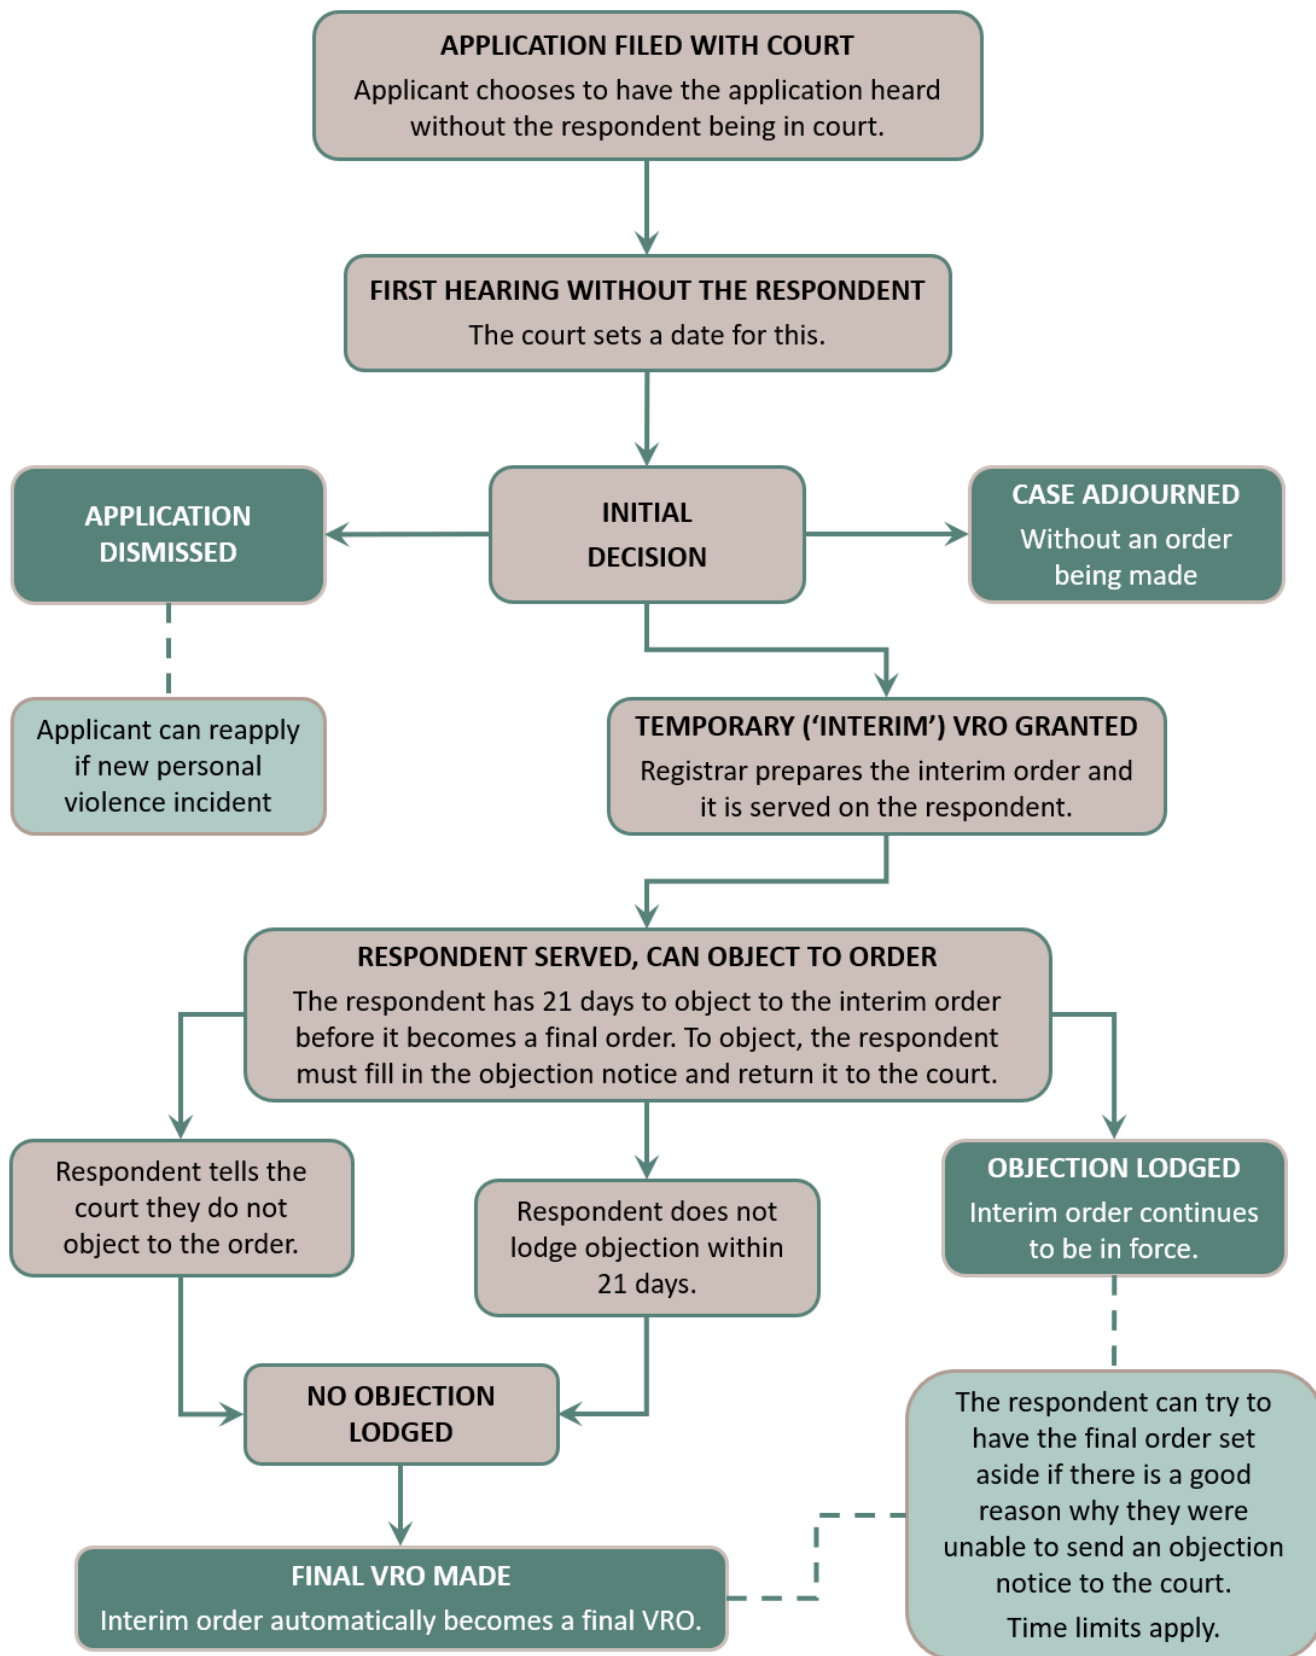 APPLICATION FILED WITH COURT
Applicant chooses to have the application heard
without the respondent being in court.
FIRST HEARING WITHOUT THE RESPONDENT
The court sets a date for this.
APPLICATION
DISMISSED
INITIAL
DECISION
CASE ADJOURNED
Without an order
being made
Applicant can reapply
if new personal
violence incident
TEMPORARY (‘INTERIM’) VRO GRANTED
Registrar prepares the interim order and
it is served on the respondent.
RESPONDENT SERVED, CAN OBJECT TO ORDER
The respondent has 21 days to object to the interim order
before it becomes a final order. To object, the respondent
must fill in the objection notice and return it to the court.
Respondent tells the
court they do not
object to the order.
Respondent does not
lodge objection within
21 days.
OBJECTION LODGED
Interim order continues
to be in force.
NO OBJECTION
LODGED
The respondent can try to
have the final order set
aside if there is a good
reason why they were
unable to send an objection
notice to the court.
Time limits apply.
FINAL VRO MADE
Interim order automatically becomes a final VRO.